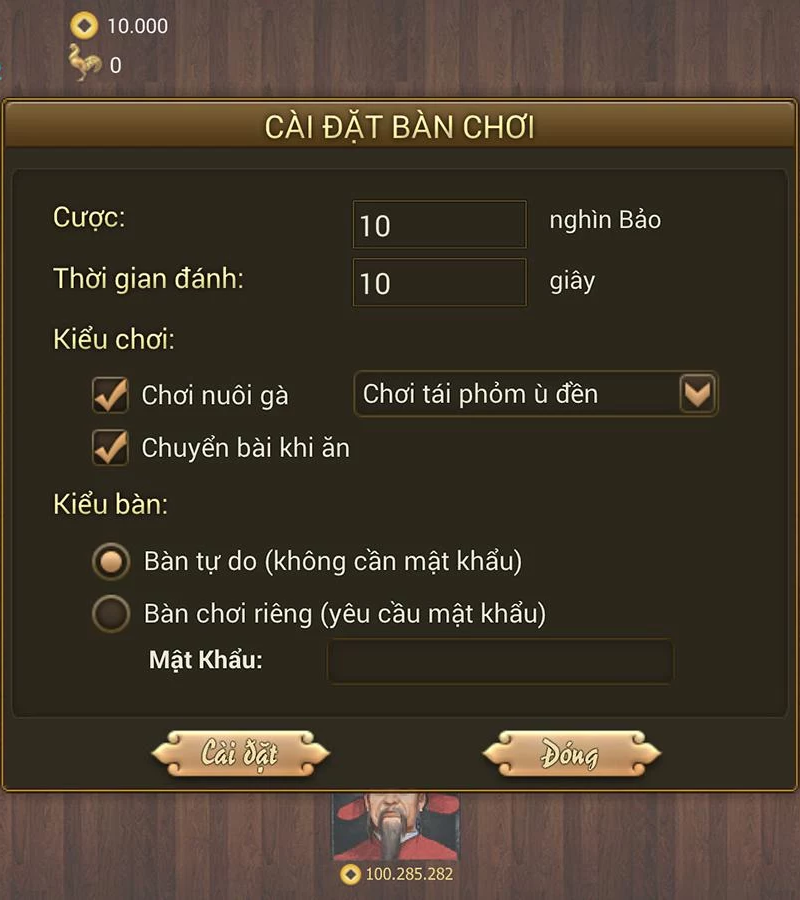 10.000
0
CÀI ĐẶT BÀN CHƠI
Cược: 10 nghìn Bảo
Thời gian đánh: 10 giây
Kiểu chơi:
Chơi nuôi gà Chơi tái phỏm ù đền
Chuyển bài khi ăn
Kiểu bàn:
Bàn tự do (không cần mật khẩu)
Bàn chơi riêng (yêu cầu mật khẩu)
Mật Khẩu:
Cài đặt Đóng
100.285.282